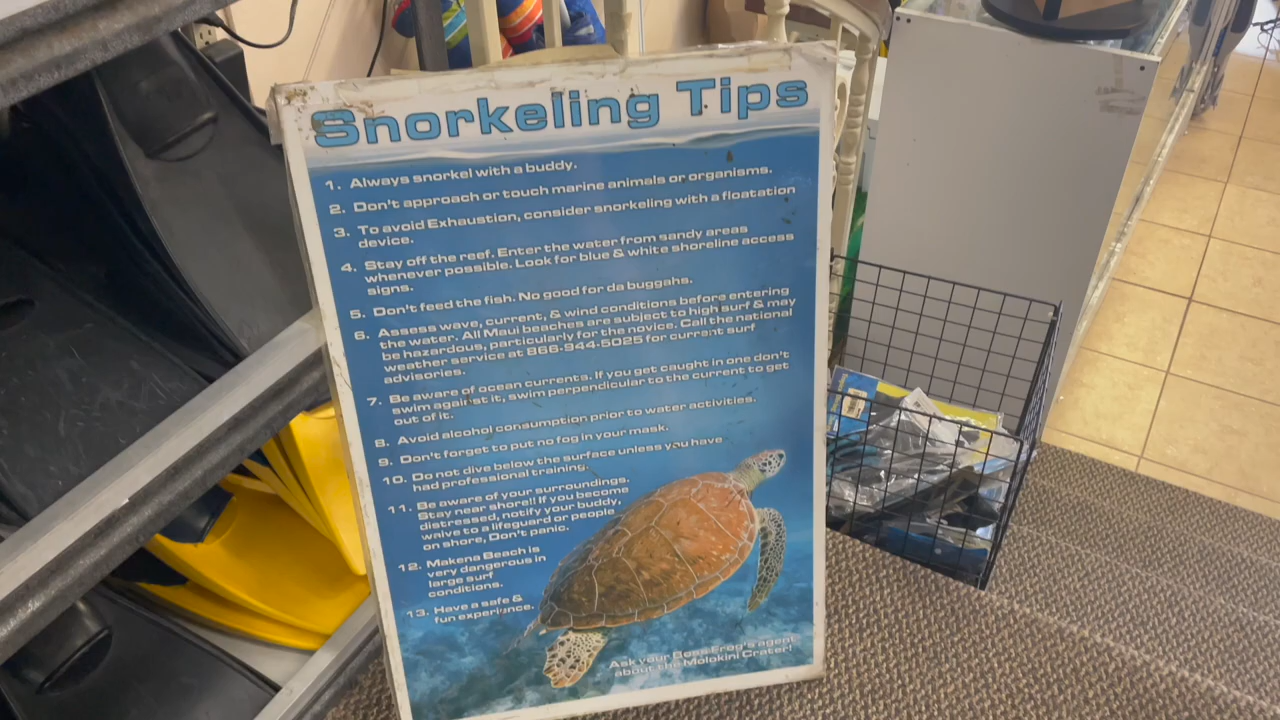 Snorkeling Tips
1. Always snorkel with a buddy.
2. Don't approach or touch marine animals or organisms.
3. To avoid Exhaustion, consider snorkeling with a floatation
device.
4. Stay off the reef. Enter the water from sandy areas
whenever possible. Look for blue & white shoreline access
signs.
5. Don't feed the fish. No good for da buggahs.
6. Assess wave, current, & wind conditions before entering
the water. All Maui beaches are subject to high surf & may
be hazardous, particularly for the novice. Call the national
weather service at 866-944-5025 for current surf
advisories.
7. Be aware of ocean currents. If you get caught in one don't
swim against it, swim perpendicular to the current to get
out of it.
8. Avoid alcohol consumption prior to water activities.
9. Don't forget to put no fog in your mask.
10. Do not dive below the surface unless you have
had professional training.
11. Be aware of your surroundings.
Stay near shore!! If you become
distressed, notify your buddy,
waive to a lifeguard or people
on shore, Don't panic.
12. Makena Beach is
very dangerous in
large surf
conditions.
13. Have a safe &
fun experience.
Ask your Boss Frog's agent
about the Molokini Crater!